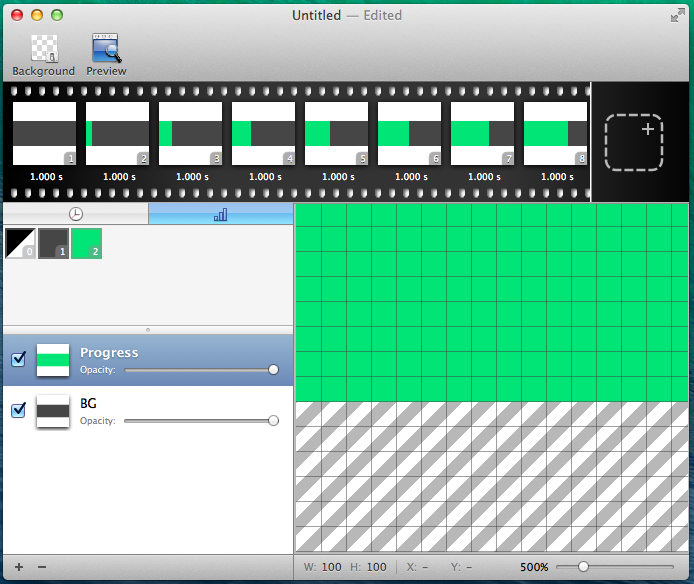 Untitled — Edited
Background Preview
1 2 3 4 5 6 7 8
1.000 s 1.000 s 1.000 s 1.000 s 1.000 s 1.000 s 1.000 s 1.000 s
0 1 2
Progress
Opacity:
BG
Opacity:
W: 100 H: 100 X: – Y: – 500%